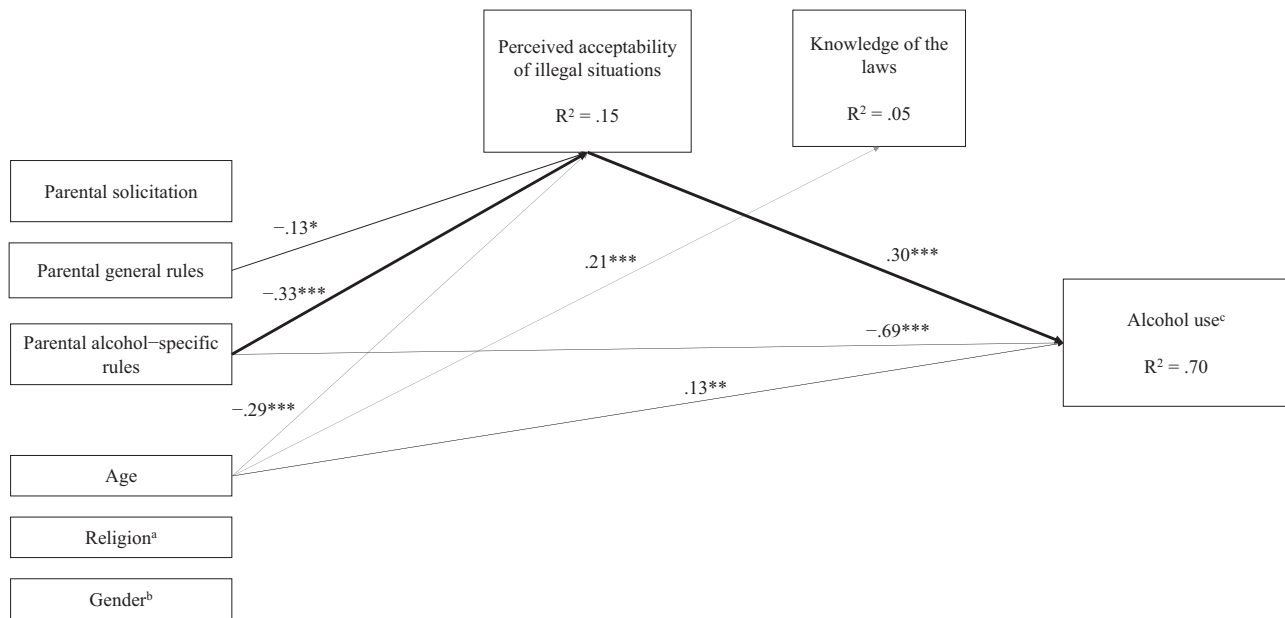 Perceived acceptability
of illegal situations
R² = .15
Knowledge of the
laws
R² = .05
Parental solicitation
−.13*
Parental general rules
.21***
.30***
−.33***
Parental alcohol−specific
rules
−.69***
Alcohol useᶜ
R² = .70
−.29***
.13**
Age
Religionᵃ
Genderᵇ